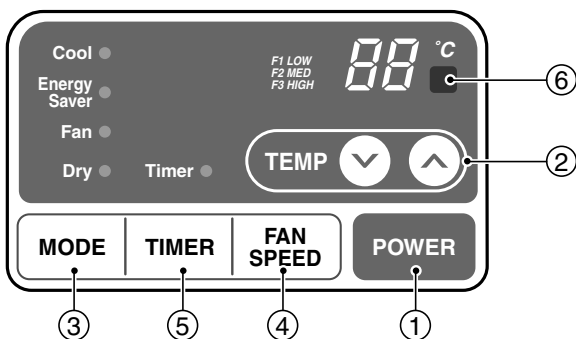 Cool
Energy
Saver
Fan
Dry
Timer
F1 LOW
F2 MED
F3 HIGH
88 °C
TEMP
MODE
TIMER
FAN
SPEED
POWER
6
2
3
5
4
1